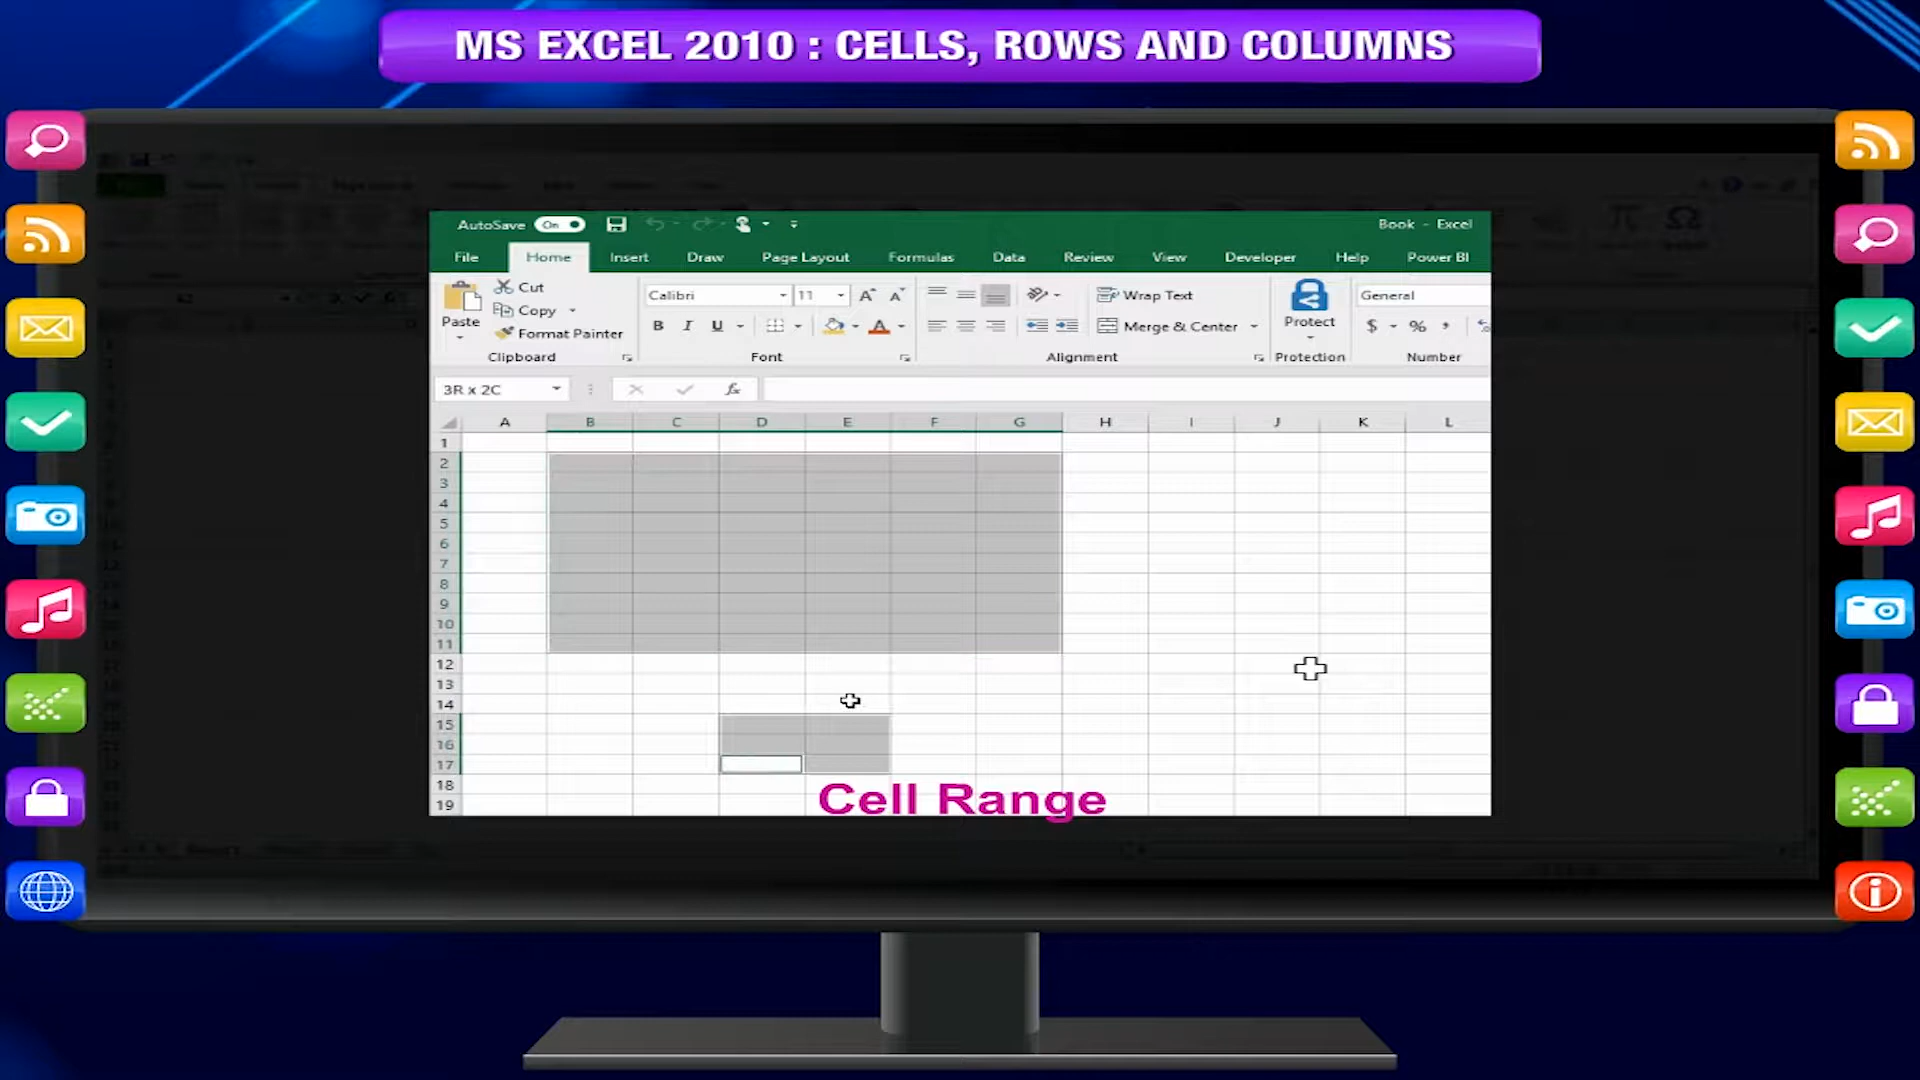 MS EXCEL 2010 : CELLS, ROWS AND COLUMNS
AutoSave On Book - Excel
File Home Insert Draw Page Layout Formulas Data Review View Developer Help Power BI
Paste Cut Copy Format Painter
Clipboard
Calibri 11
B I U A
Font
Wrap Text
Merge & Center
Alignment
Protect
Protection
General
$ % ,
Number
3R x 2C fx
A B C D E F G H I J K L
1
2
3
4
5
6
7
8
9
10
11
12
13
14
15
16
17
18
19
Cell Range